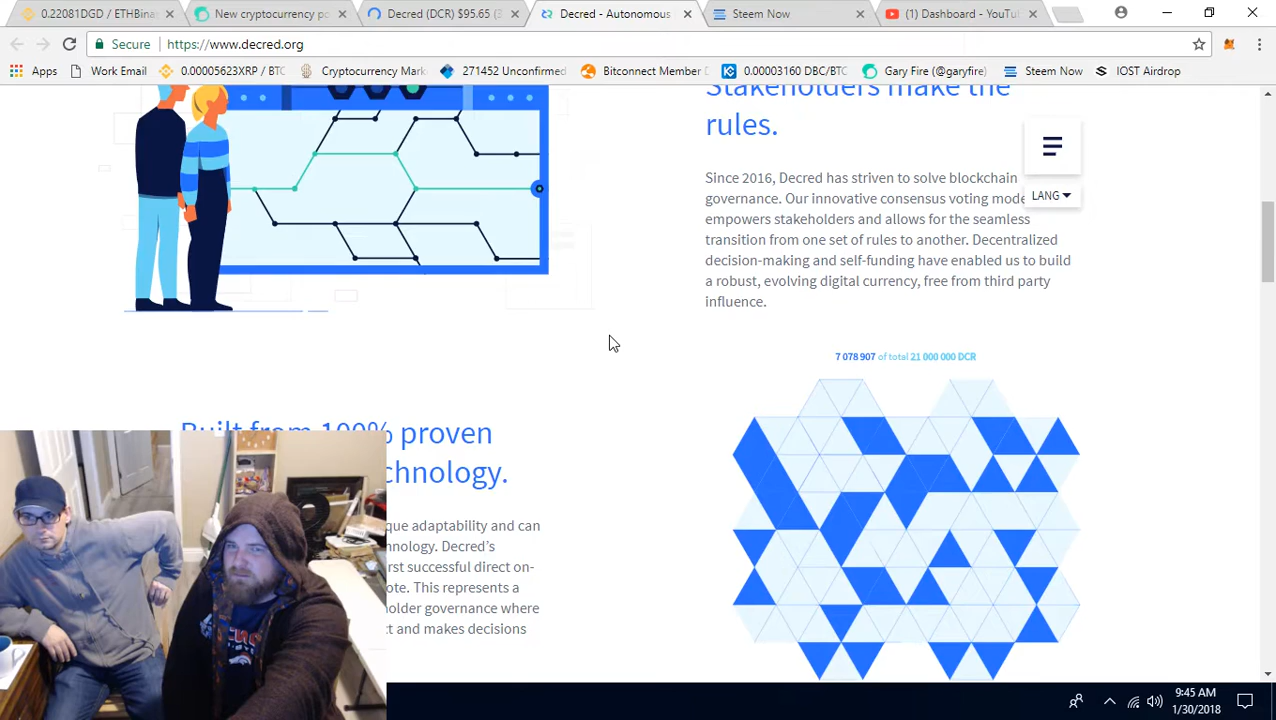 0.22081DGD / ETHBina
New cryptocurrency po
Decred (DCR) $95.65 (
Decred - Autonomous
Steem Now
(1) Dashboard - YouTu
Secure
https://www.decred.org
Apps
Work Email
0.00005623XRP / BTC
Cryptocurrency Mark
271452 Unconfirmed
Bitconnect Member D
0.00003160 DBC/BTC
Gary Fire (@garyfire)
Steem Now
IOST Airdrop
Stakeholders make the
rules.
LANG
Since 2016, Decred has striven to solve blockchain
governance. Our innovative consensus voting mode
empowers stakeholders and allows for the seamless
transition from one set of rules to another. Decentralized
decision-making and self-funding have enabled us to build
a robust, evolving digital currency, free from third party
influence.
7 078 907 of total 21 000 000 DCR
Built from 100% proven
chnology.
que adaptability and can
hnology. Decred's
irst successful direct on-
ote. This represents a
holder governance where
ct and makes decisions
9:45 AM
1/30/2018